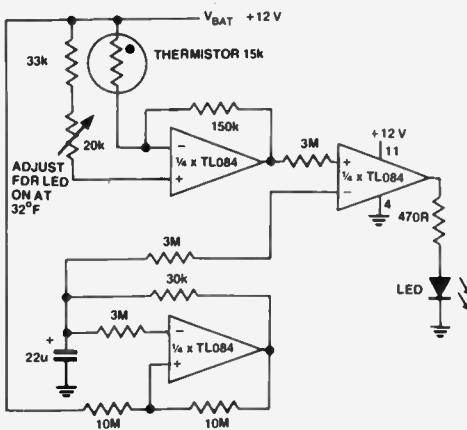 VBAT +12 V
33k
THERMISTOR 15k
150k
20k
ADJUST
FOR LED
ON AT
32°F
−
+
¼ x TL084
3M
+12 V
11
+
−
¼ x TL084
4
470R
LED
3M
30k
3M
+
22u
−
+
¼ x TL084
10M
10M